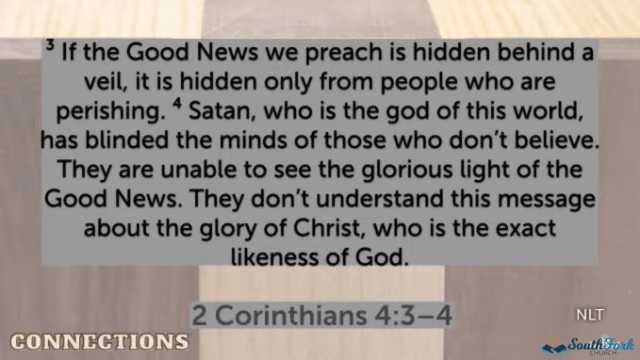 ³ If the Good News we preach is hidden behind a
veil, it is hidden only from people who are
perishing. ⁴ Satan, who is the god of this world,
has blinded the minds of those who don't believe.
They are unable to see the glorious light of the
Good News. They don't understand this message
about the glory of Christ, who is the exact
likeness of God.
2 Corinthians 4:3–4
NLT
CONNECTIONS
SouthFork
CHURCH